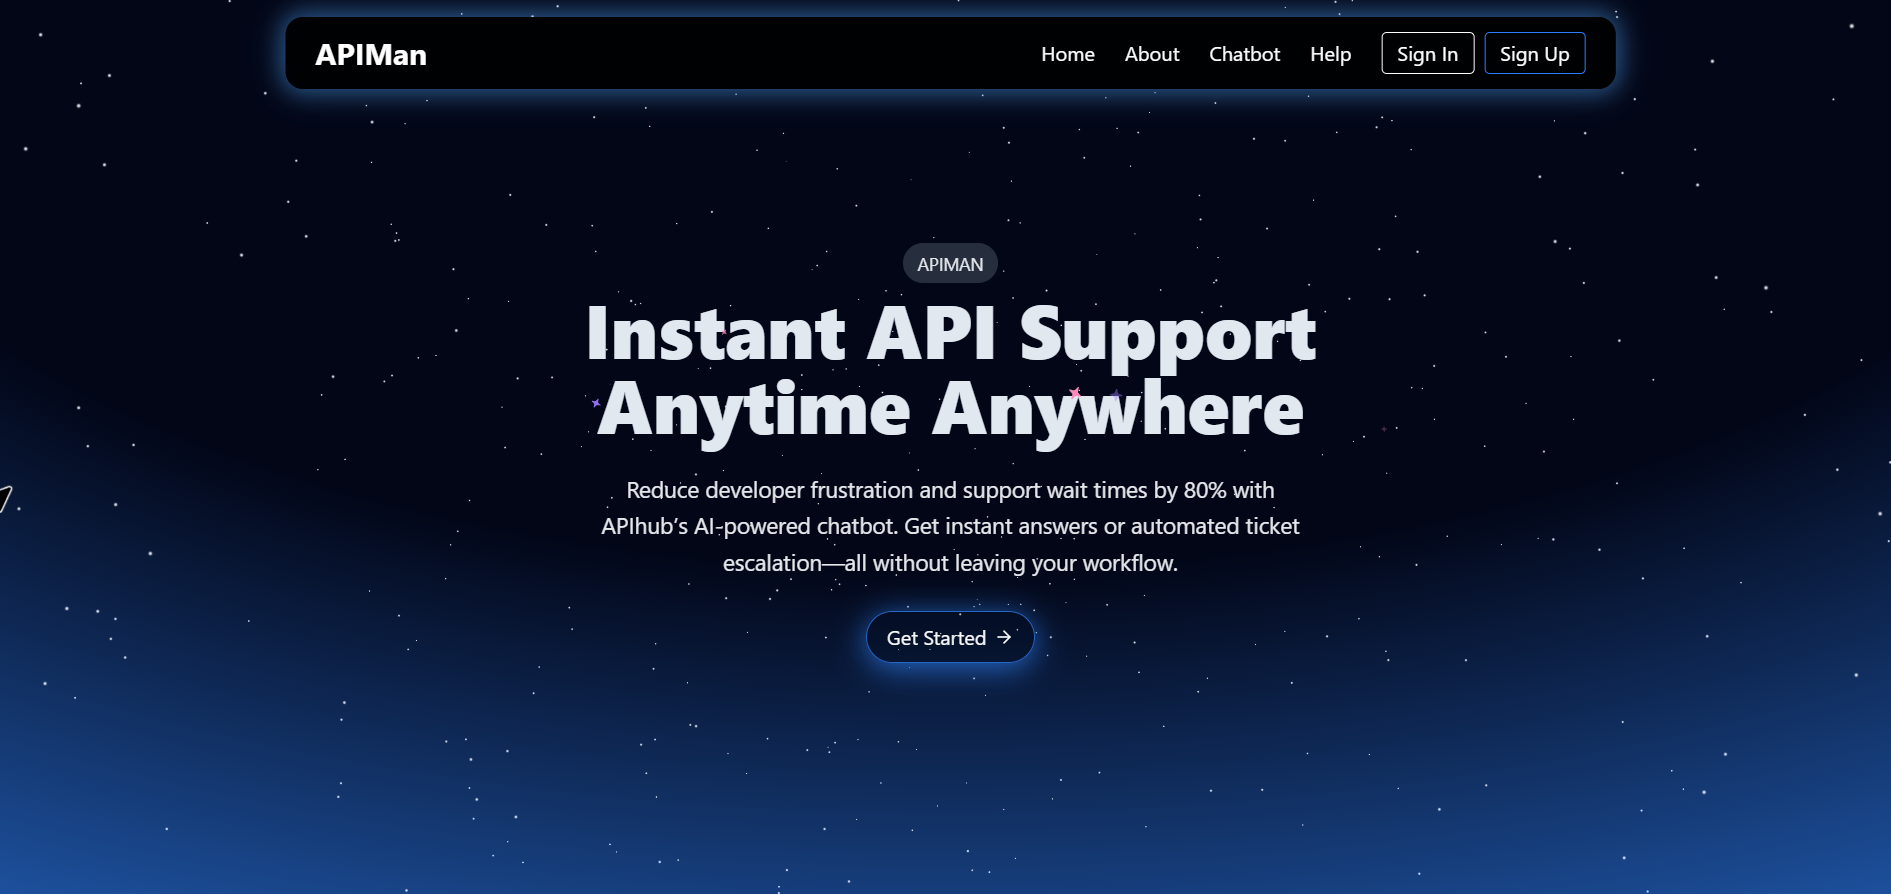 APIMan
Home About Chatbot Help Sign In Sign Up
APIMAN
Instant API Support
Anytime Anywhere
Reduce developer frustration and support wait times by 80% with
APIhub’s AI-powered chatbot. Get instant answers or automated ticket
escalation—all without leaving your workflow.
Get Started →